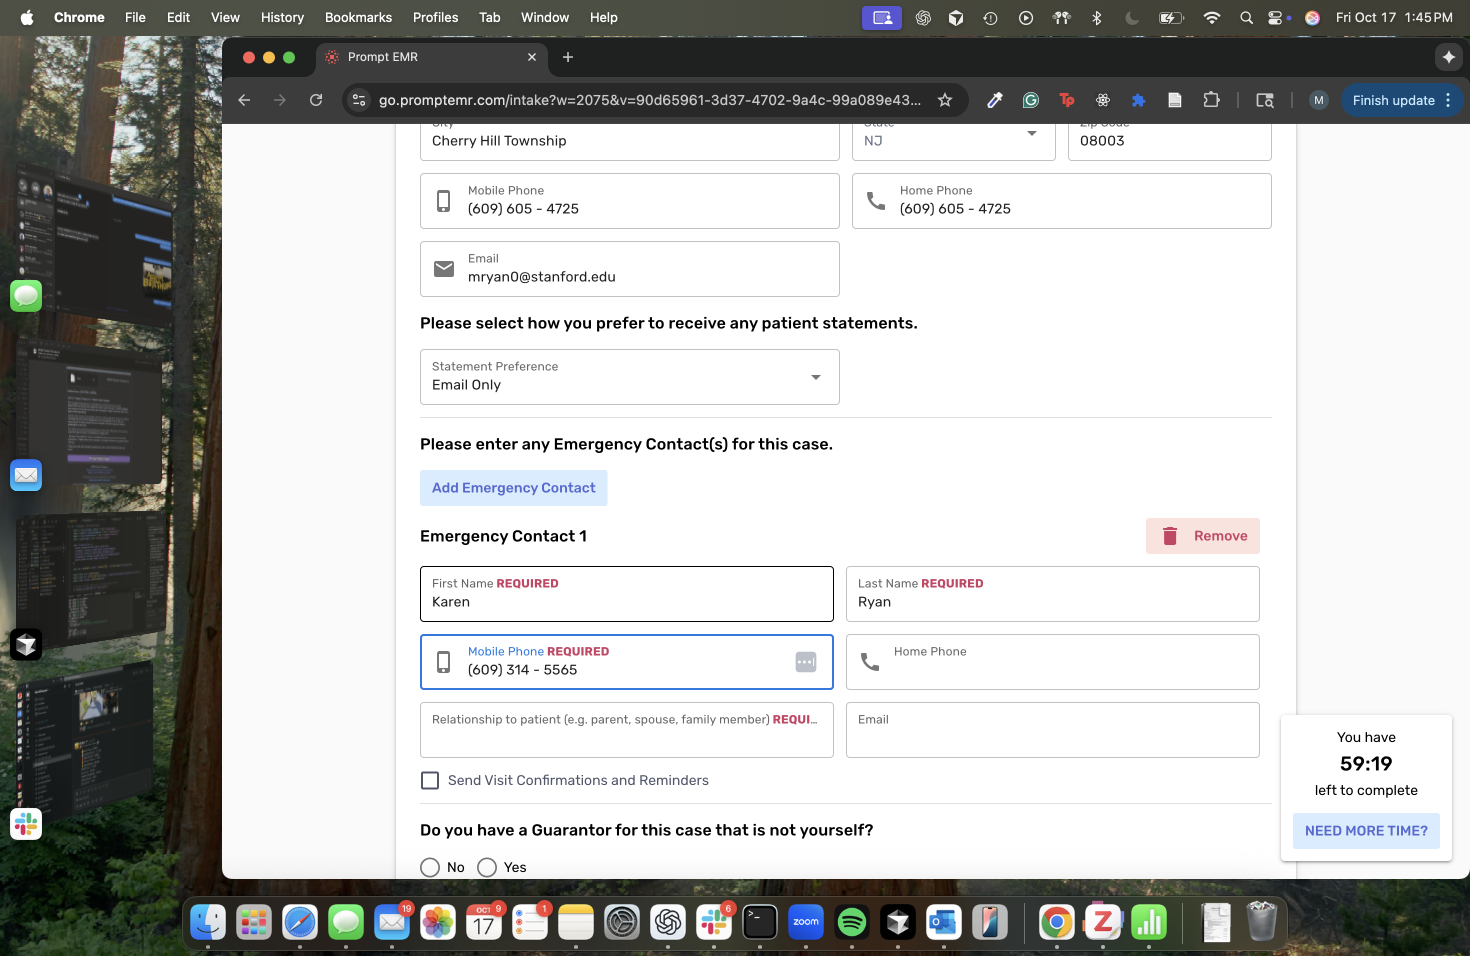 Chrome File Edit View History Bookmarks Profiles Tab Window Help Fri Oct 17 1:45 PM
Prompt EMR
go.promptemr.com/intake?w=2075&v=90d65961-3d37-4702-9a4c-99a089e43...
M
Finish update
City State Zip Code
Cherry Hill Township NJ 08003
Mobile Phone Home Phone
(609) 605 - 4725 (609) 605 - 4725
Email
mryan0@stanford.edu
Please select how you prefer to receive any patient statements.
Statement Preference
Email Only
Please enter any Emergency Contact(s) for this case.
Add Emergency Contact
Emergency Contact 1 Remove
First Name REQUIRED Last Name REQUIRED
Karen Ryan
Mobile Phone REQUIRED Home Phone
(609) 314 - 5565
Relationship to patient (e.g. parent, spouse, family member) REQUI... Email
Send Visit Confirmations and Reminders
Do you have a Guarantor for this case that is not yourself?
No Yes
You have
59:19
left to complete
NEED MORE TIME?
19
OCT 9
17
1
6
zoom